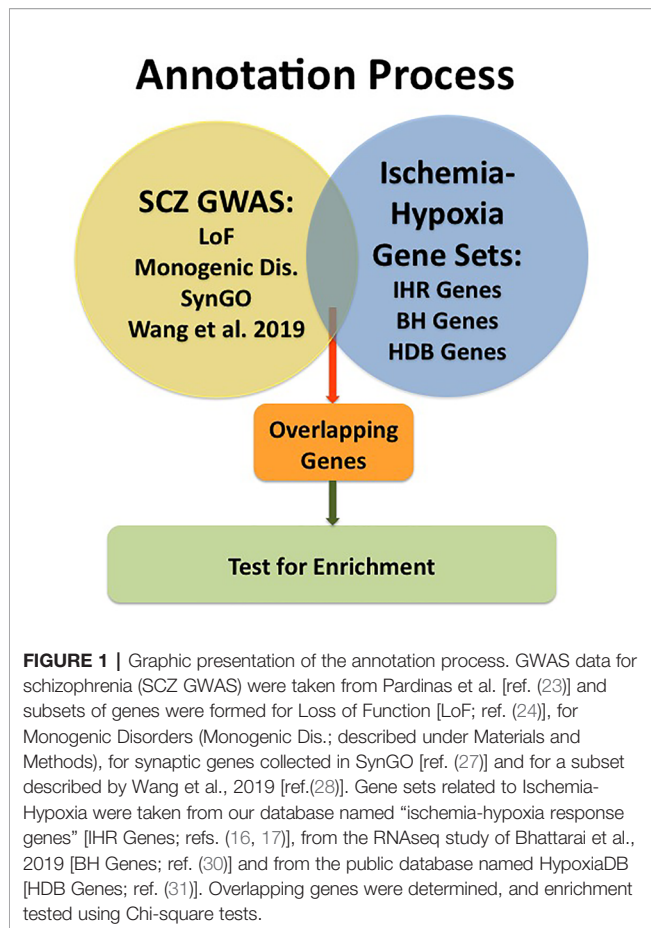 Annotation Process
SCZ GWAS:
LoF
Monogenic Dis.
SynGO
Wang et al. 2019
Ischemia-
Hypoxia
Gene Sets:
IHR Genes
BH Genes
HDB Genes
Overlapping
Genes
Test for Enrichment
FIGURE 1 | Graphic presentation of the annotation process. GWAS data for
schizophrenia (SCZ GWAS) were taken from Pardinas et al. [ref. (23)] and
subsets of genes were formed for Loss of Function [LoF; ref. (24)], for
Monogenic Disorders (Monogenic Dis.; described under Materials and
Methods), for synaptic genes collected in SynGO [ref. (27)] and for a subset
described by Wang et al., 2019 [ref.(28)]. Gene sets related to Ischemia-
Hypoxia were taken from our database named “ischemia-hypoxia response
genes” [IHR Genes; refs. (16, 17)], from the RNAseq study of Bhattarai et al.,
2019 [BH Genes; ref. (30)] and from the public database named HypoxiaDB
[HDB Genes; ref. (31)]. Overlapping genes were determined, and enrichment
tested using Chi-square tests.